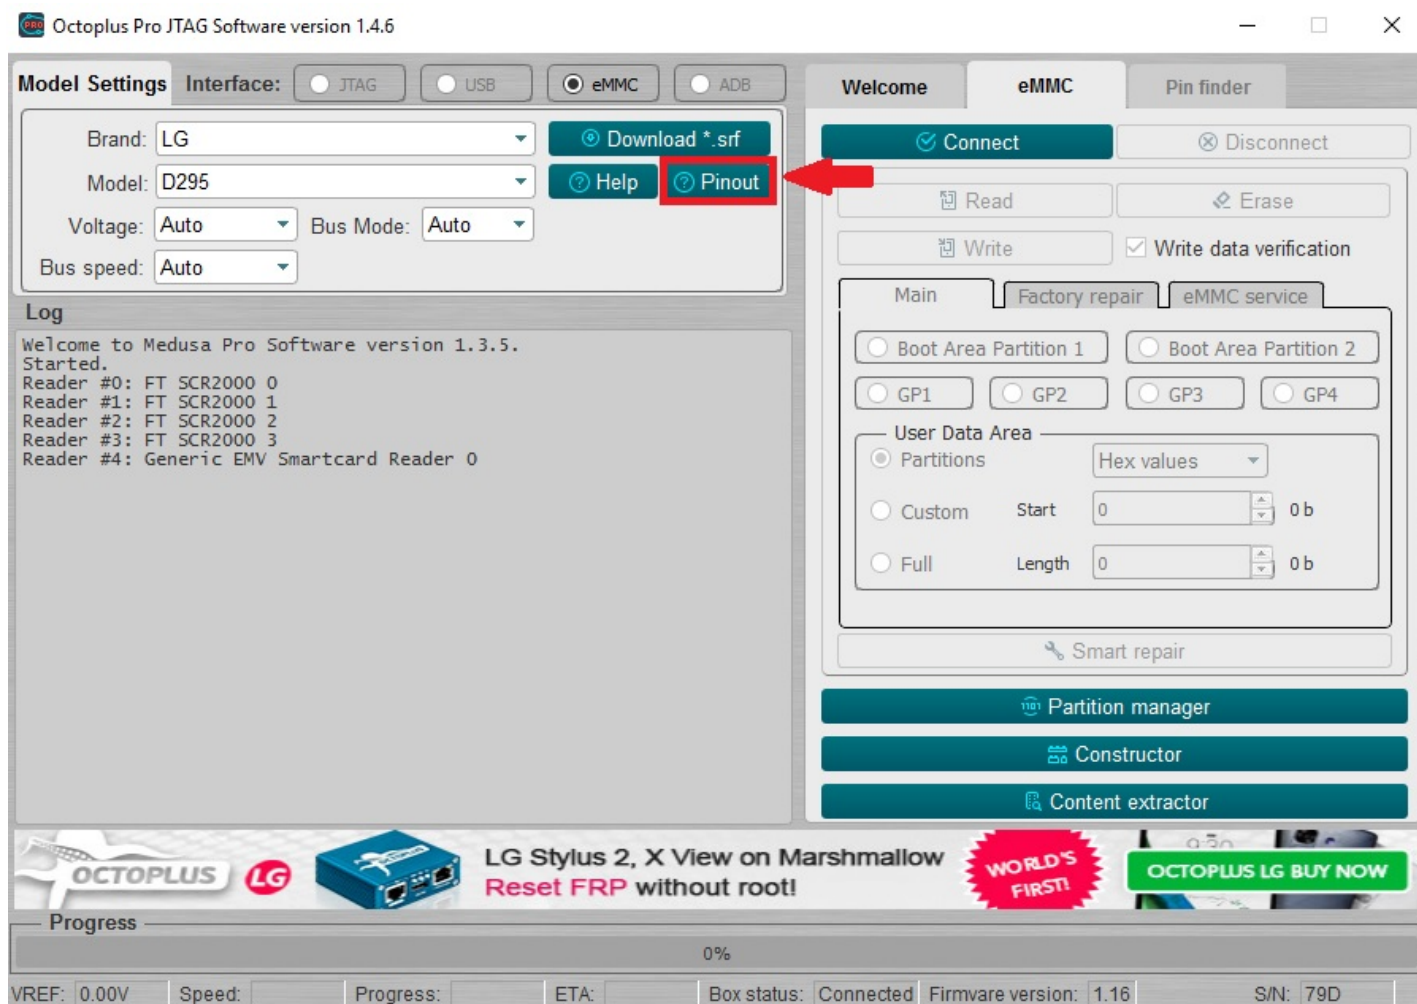 Octoplus Pro JTAG Software version 1.4.6
Model Settings Interface: JTAG USB eMMC ADB
Brand: LG Download *.srf
Model: D295 Help Pinout
Voltage: Auto Bus Mode: Auto
Bus speed: Auto
Log
Welcome to Medusa Pro Software version 1.3.5.
Started.
Reader #0: FT SCR2000 0
Reader #1: FT SCR2000 1
Reader #2: FT SCR2000 2
Reader #3: FT SCR2000 3
Reader #4: Generic EMV Smartcard Reader 0
Welcome eMMC Pin finder
Connect Disconnect
Read Erase
Write Write data verification
Main Factory repair eMMC service
Boot Area Partition 1 Boot Area Partition 2
GP1 GP2 GP3 GP4
User Data Area
Partitions Hex values
Custom Start 0 0 b
Full Length 0 0 b
Smart repair
Partition manager
Constructor
Content extractor
OCTOPLUS LG
LG Stylus 2, X View on Marshmallow
Reset FRP without root!
WORLD'S
FIRST!
OCTOPLUS LG BUY NOW
Progress
0%
VREF: 0.00V Speed: Progress: ETA: Box status: Connected Firmvare version: 1.16 S/N: 79D